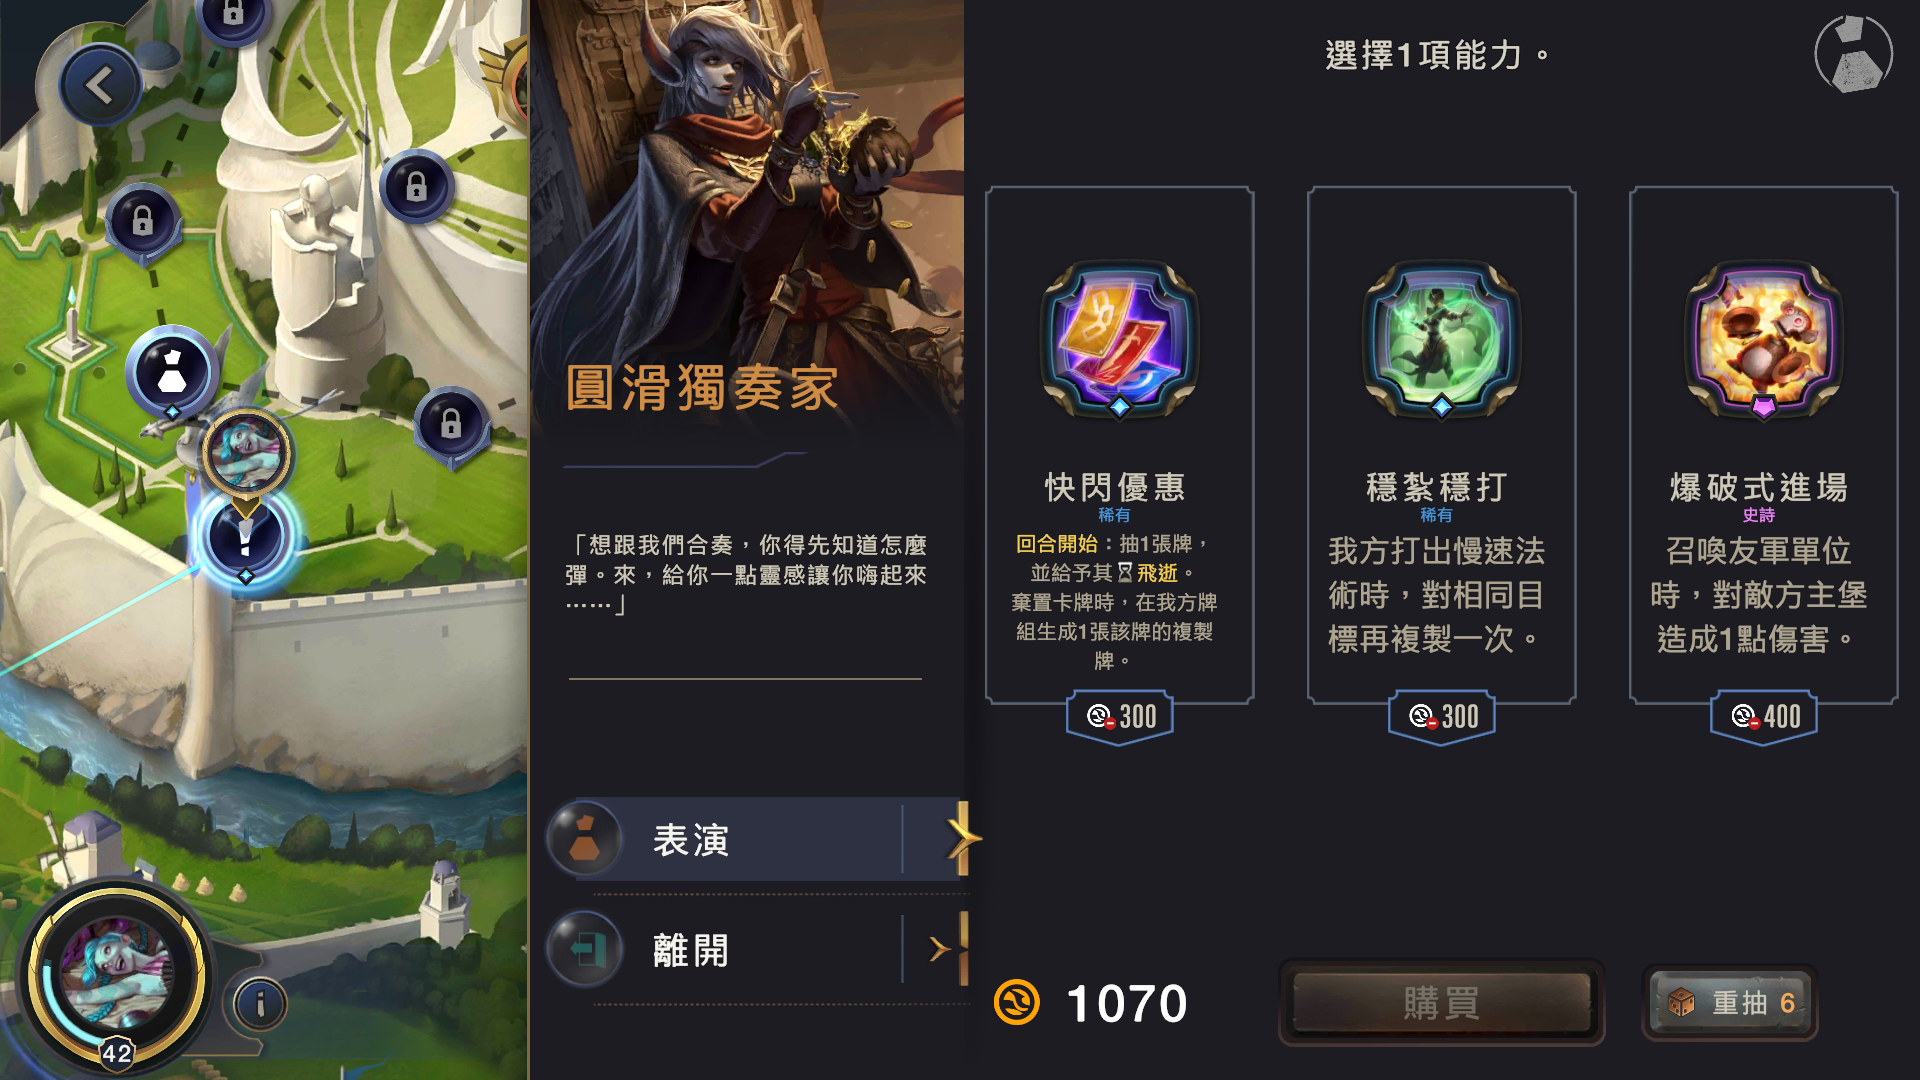 選擇1項能力。
圓滑獨奏家
「想跟我們合奏，你得先知道怎麼
彈。來，給你一點靈感讓你嗨起來
……」
表演
離開
快閃優惠
稀有
回合開始：抽1張牌，
並給予其飛逝。
棄置卡牌時，在我方牌
組生成1張該牌的複製
牌。
300
穩紮穩打
稀有
我方打出慢速法
術時，對相同目
標再複製一次。
300
爆破式進場
史詩
召喚友軍單位
時，對敵方主堡
造成1點傷害。
400
1070
購買
重抽 6
42